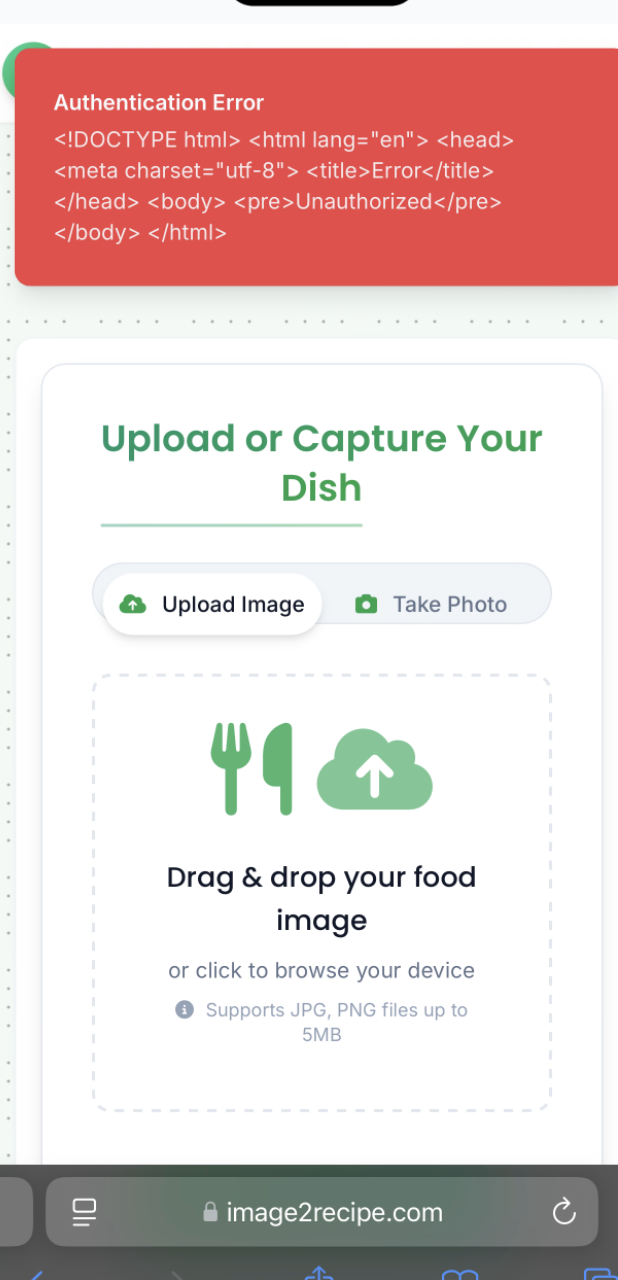 Authentication Error
<!DOCTYPE html> <html lang="en"> <head>
<meta charset="utf-8"> <title>Error</title>
</head> <body> <pre>Unauthorized</pre>
</body> </html>
Upload or Capture Your
Dish
Upload Image
Take Photo
Drag & drop your food
image
or click to browse your device
Supports JPG, PNG files up to
5MB
image2recipe.com